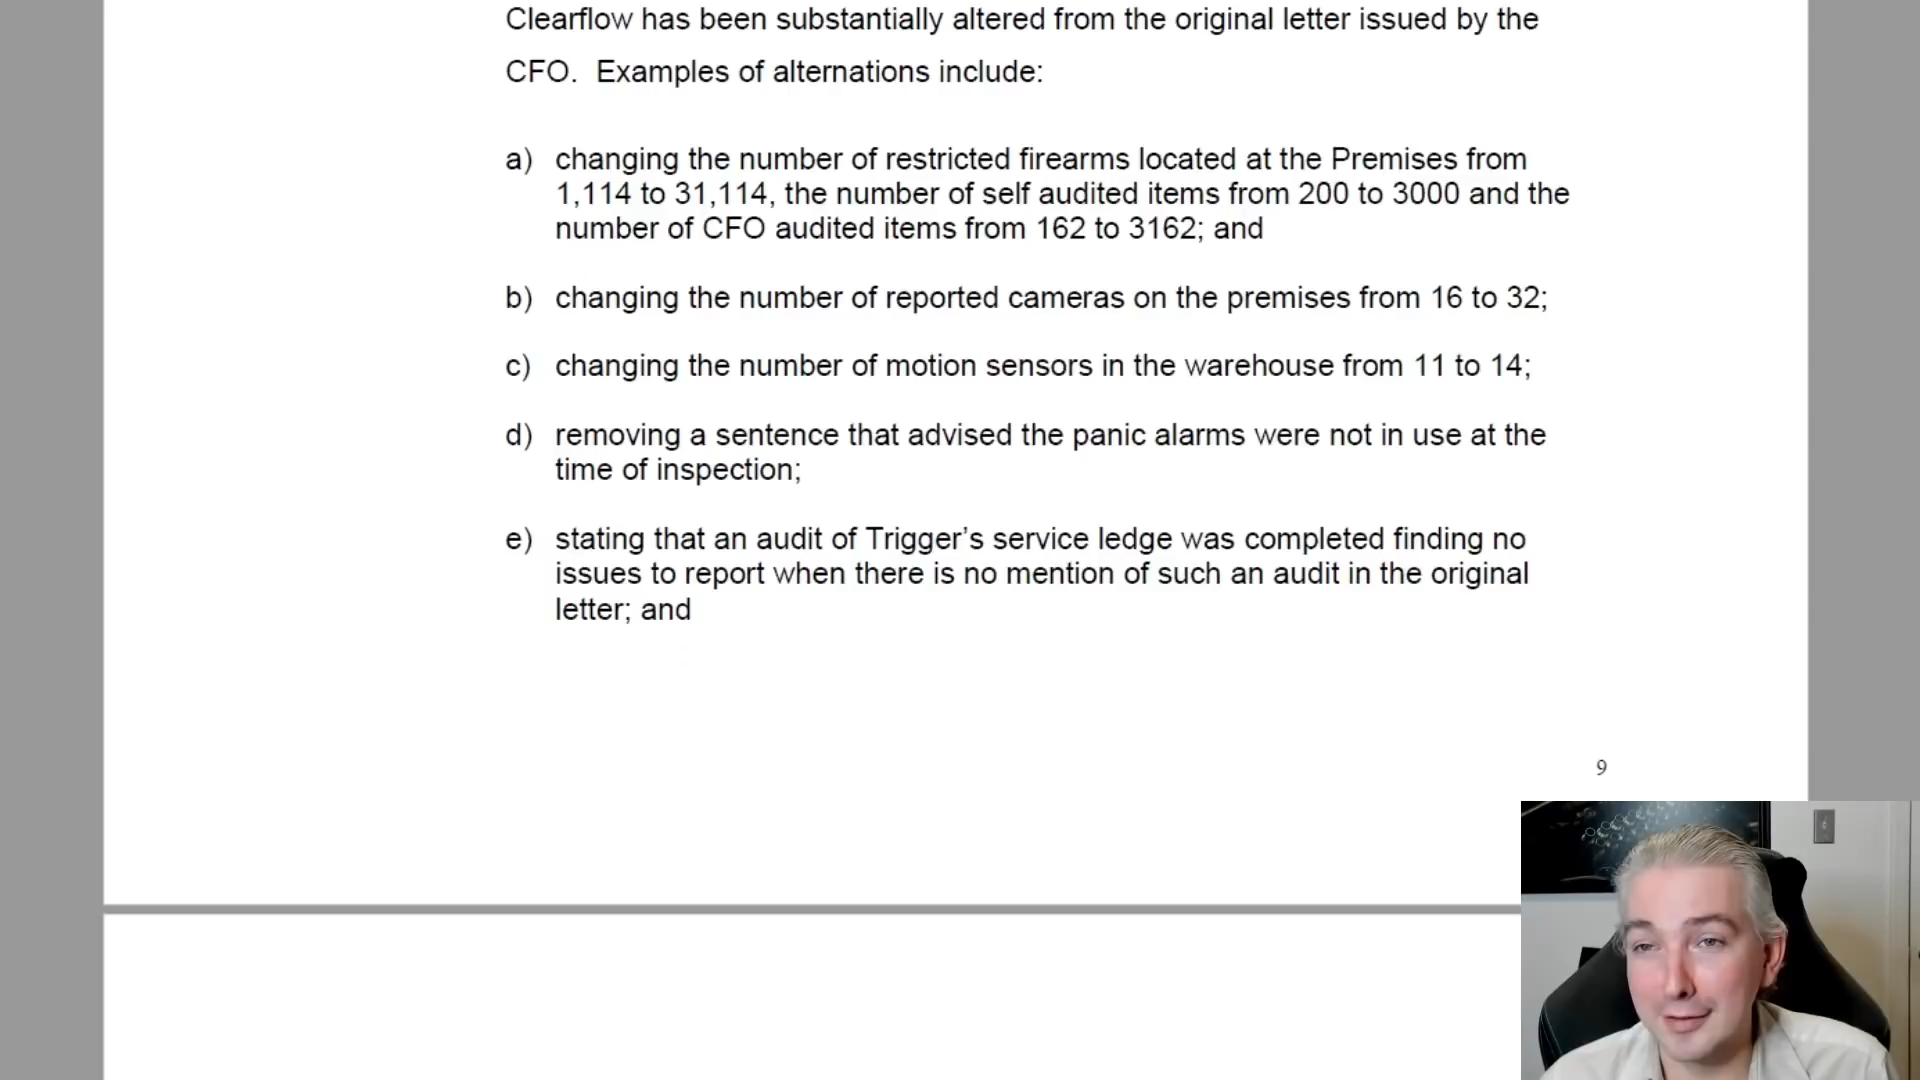 Clearflow has been substantially altered from the original letter issued by the
CFO.  Examples of alternations include:
a) changing the number of restricted firearms located at the Premises from
1,114 to 31,114, the number of self audited items from 200 to 3000 and the
number of CFO audited items from 162 to 3162; and
b) changing the number of reported cameras on the premises from 16 to 32;
c) changing the number of motion sensors in the warehouse from 11 to 14;
d) removing a sentence that advised the panic alarms were not in use at the
time of inspection;
e) stating that an audit of Trigger’s service ledge was completed finding no
issues to report when there is no mention of such an audit in the original
letter; and
9